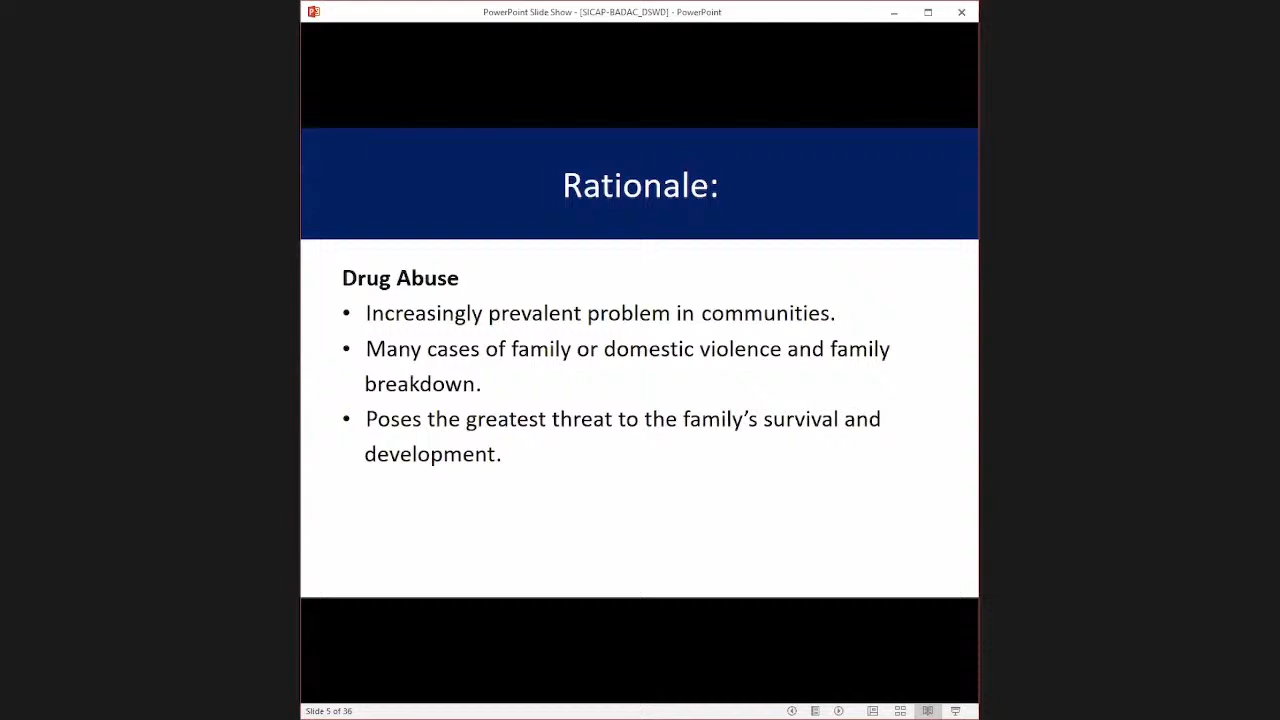 PowerPoint Slide Show - [SICAP-BADAC_DSWD] - PowerPoint
Rationale:
Drug Abuse
• Increasingly prevalent problem in communities.
• Many cases of family or domestic violence and family
breakdown.
• Poses the greatest threat to the family’s survival and
development.
Slide 5 of 36